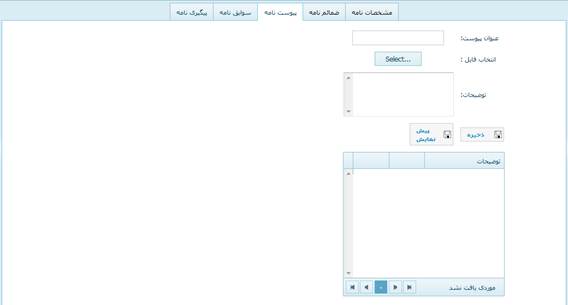 مشخصات نامه	ضمائم نامه	پیوست نامه	سوابق نامه	پیگیری نامه
عنوان پیوست:
انتخاب فایل :
Select...
توضیحات:
ذخیره
پیش نمایش
توضیحات
موردی یافت نشد